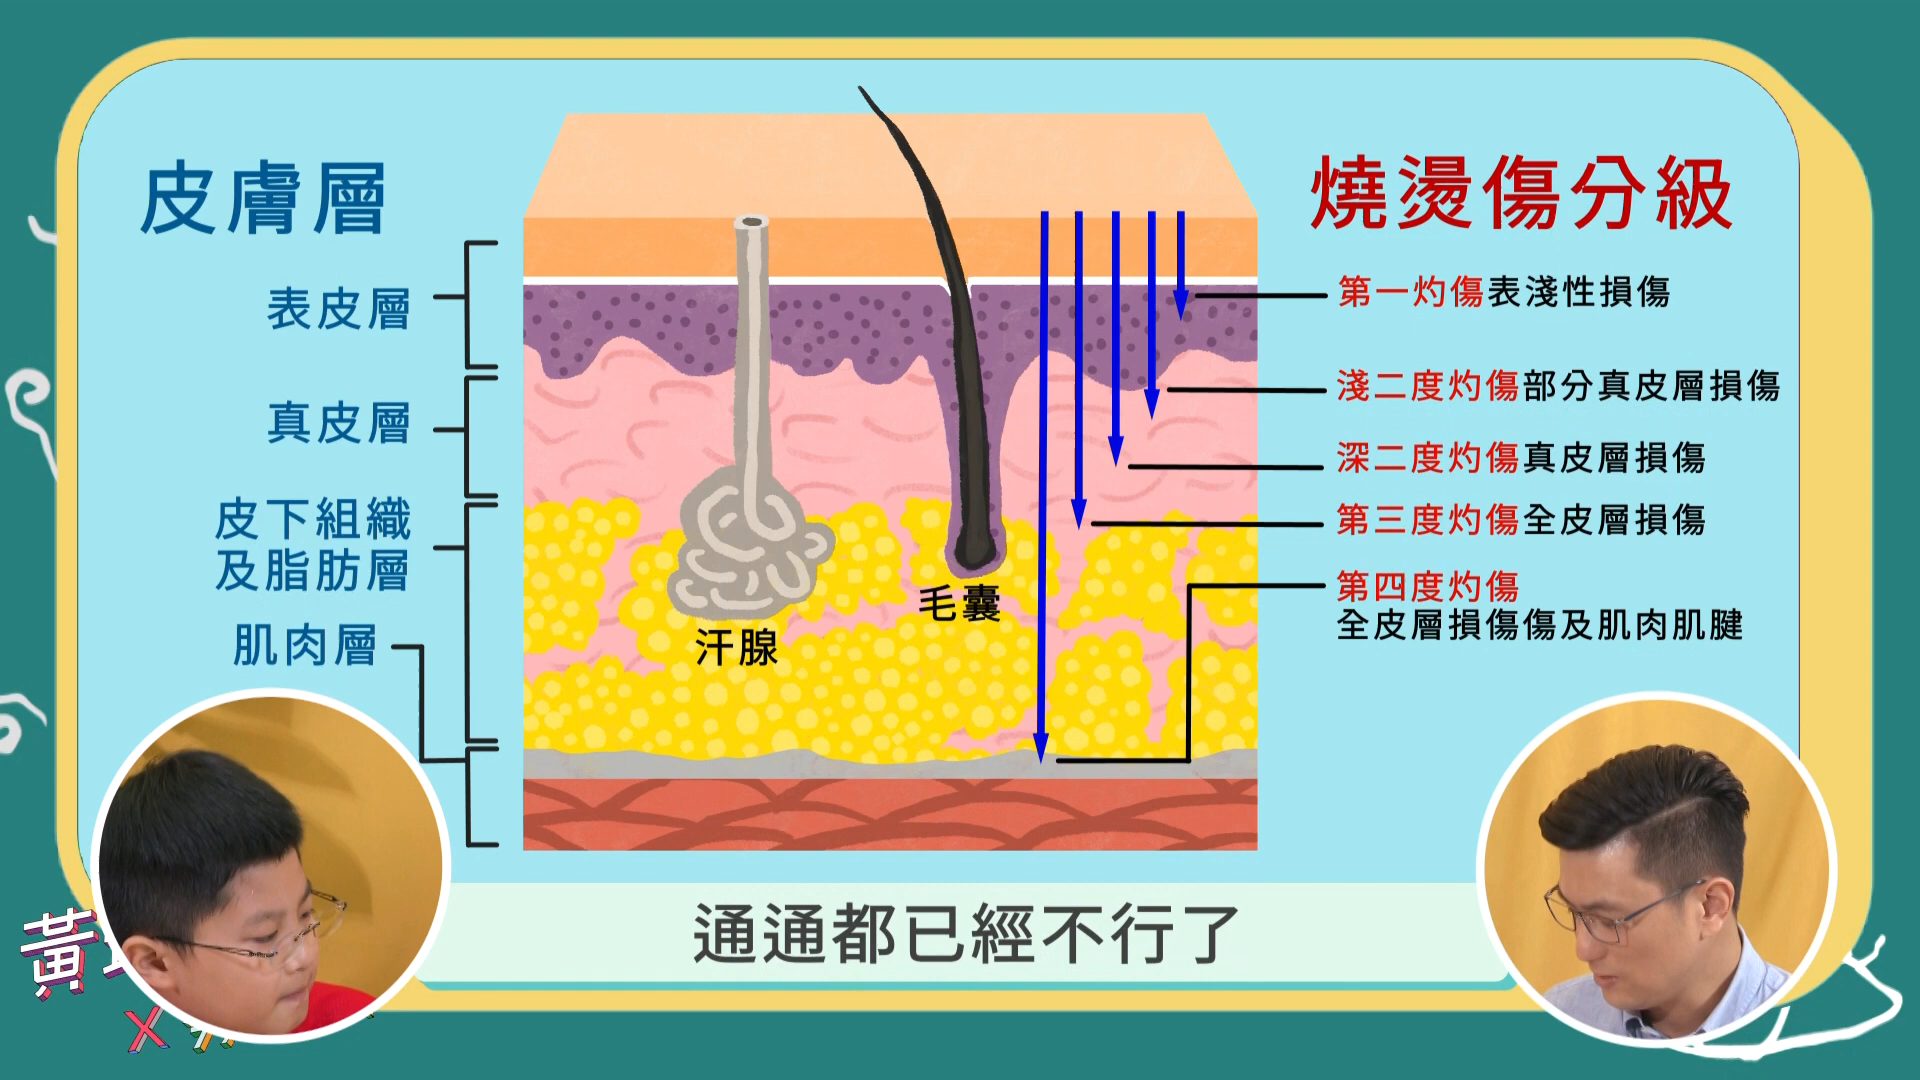 皮膚層
表皮層
真皮層
皮下組織
及脂肪層
肌肉層
汗腺
毛囊
燒燙傷分級
第一灼傷表淺性損傷
淺二度灼傷部分真皮層損傷
深二度灼傷真皮層損傷
第三度灼傷全皮層損傷
第四度灼傷
全皮層損傷傷及肌肉肌腱
通通都已經不行了
黃
X